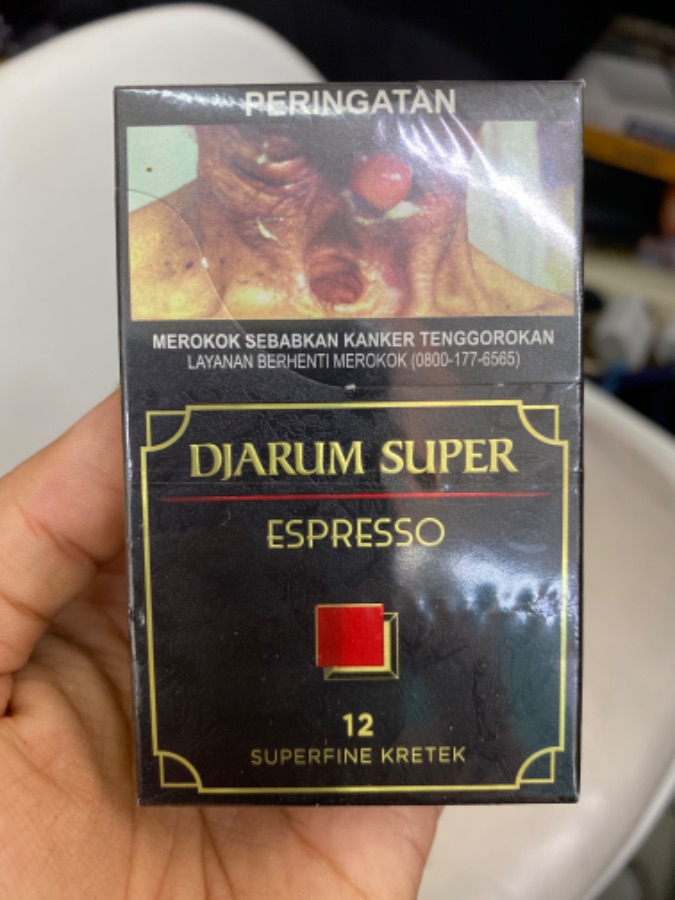 PERINGATAN
MEROKOK SEBABKAN KANKER TENGGOROKAN
LAYANAN BERHENTI MEROKOK (0800-177-6565)
DJARUM SUPER
ESPRESSO
12
SUPERFINE KRETEK